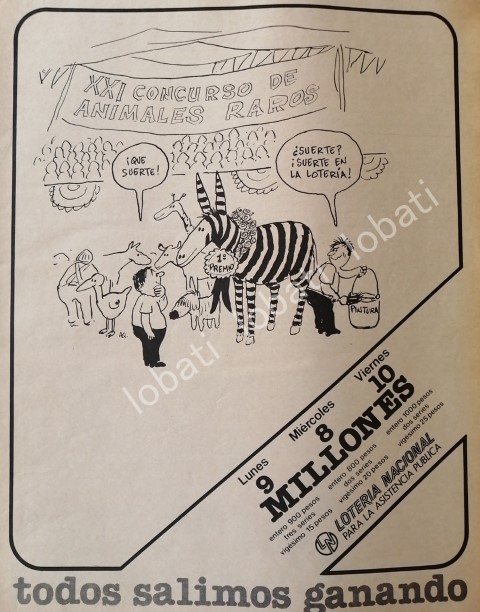 XXI CONCURSO DE
ANIMALES RAROS
¡QUE
SUERTE!
¿SUERTE?
¡SUERTE EN
LA LOTERÍA!
1er
PREMIO
PINTURA
Lunes
9
Miércoles
8
Viernes
10
MILLONES
entero 900 pesos
tres series
vigésimo 15 pesos
entero 800 pesos
dos series
vigésimo 20 pesos
entero 1000 pesos
dos series
vigésimo 25 pesos
LN
LOTERIA NACIONAL
PARA LA ASISTENCIA PUBLICA
todos salimos ganando
lobati
lobati
lobati
lobati